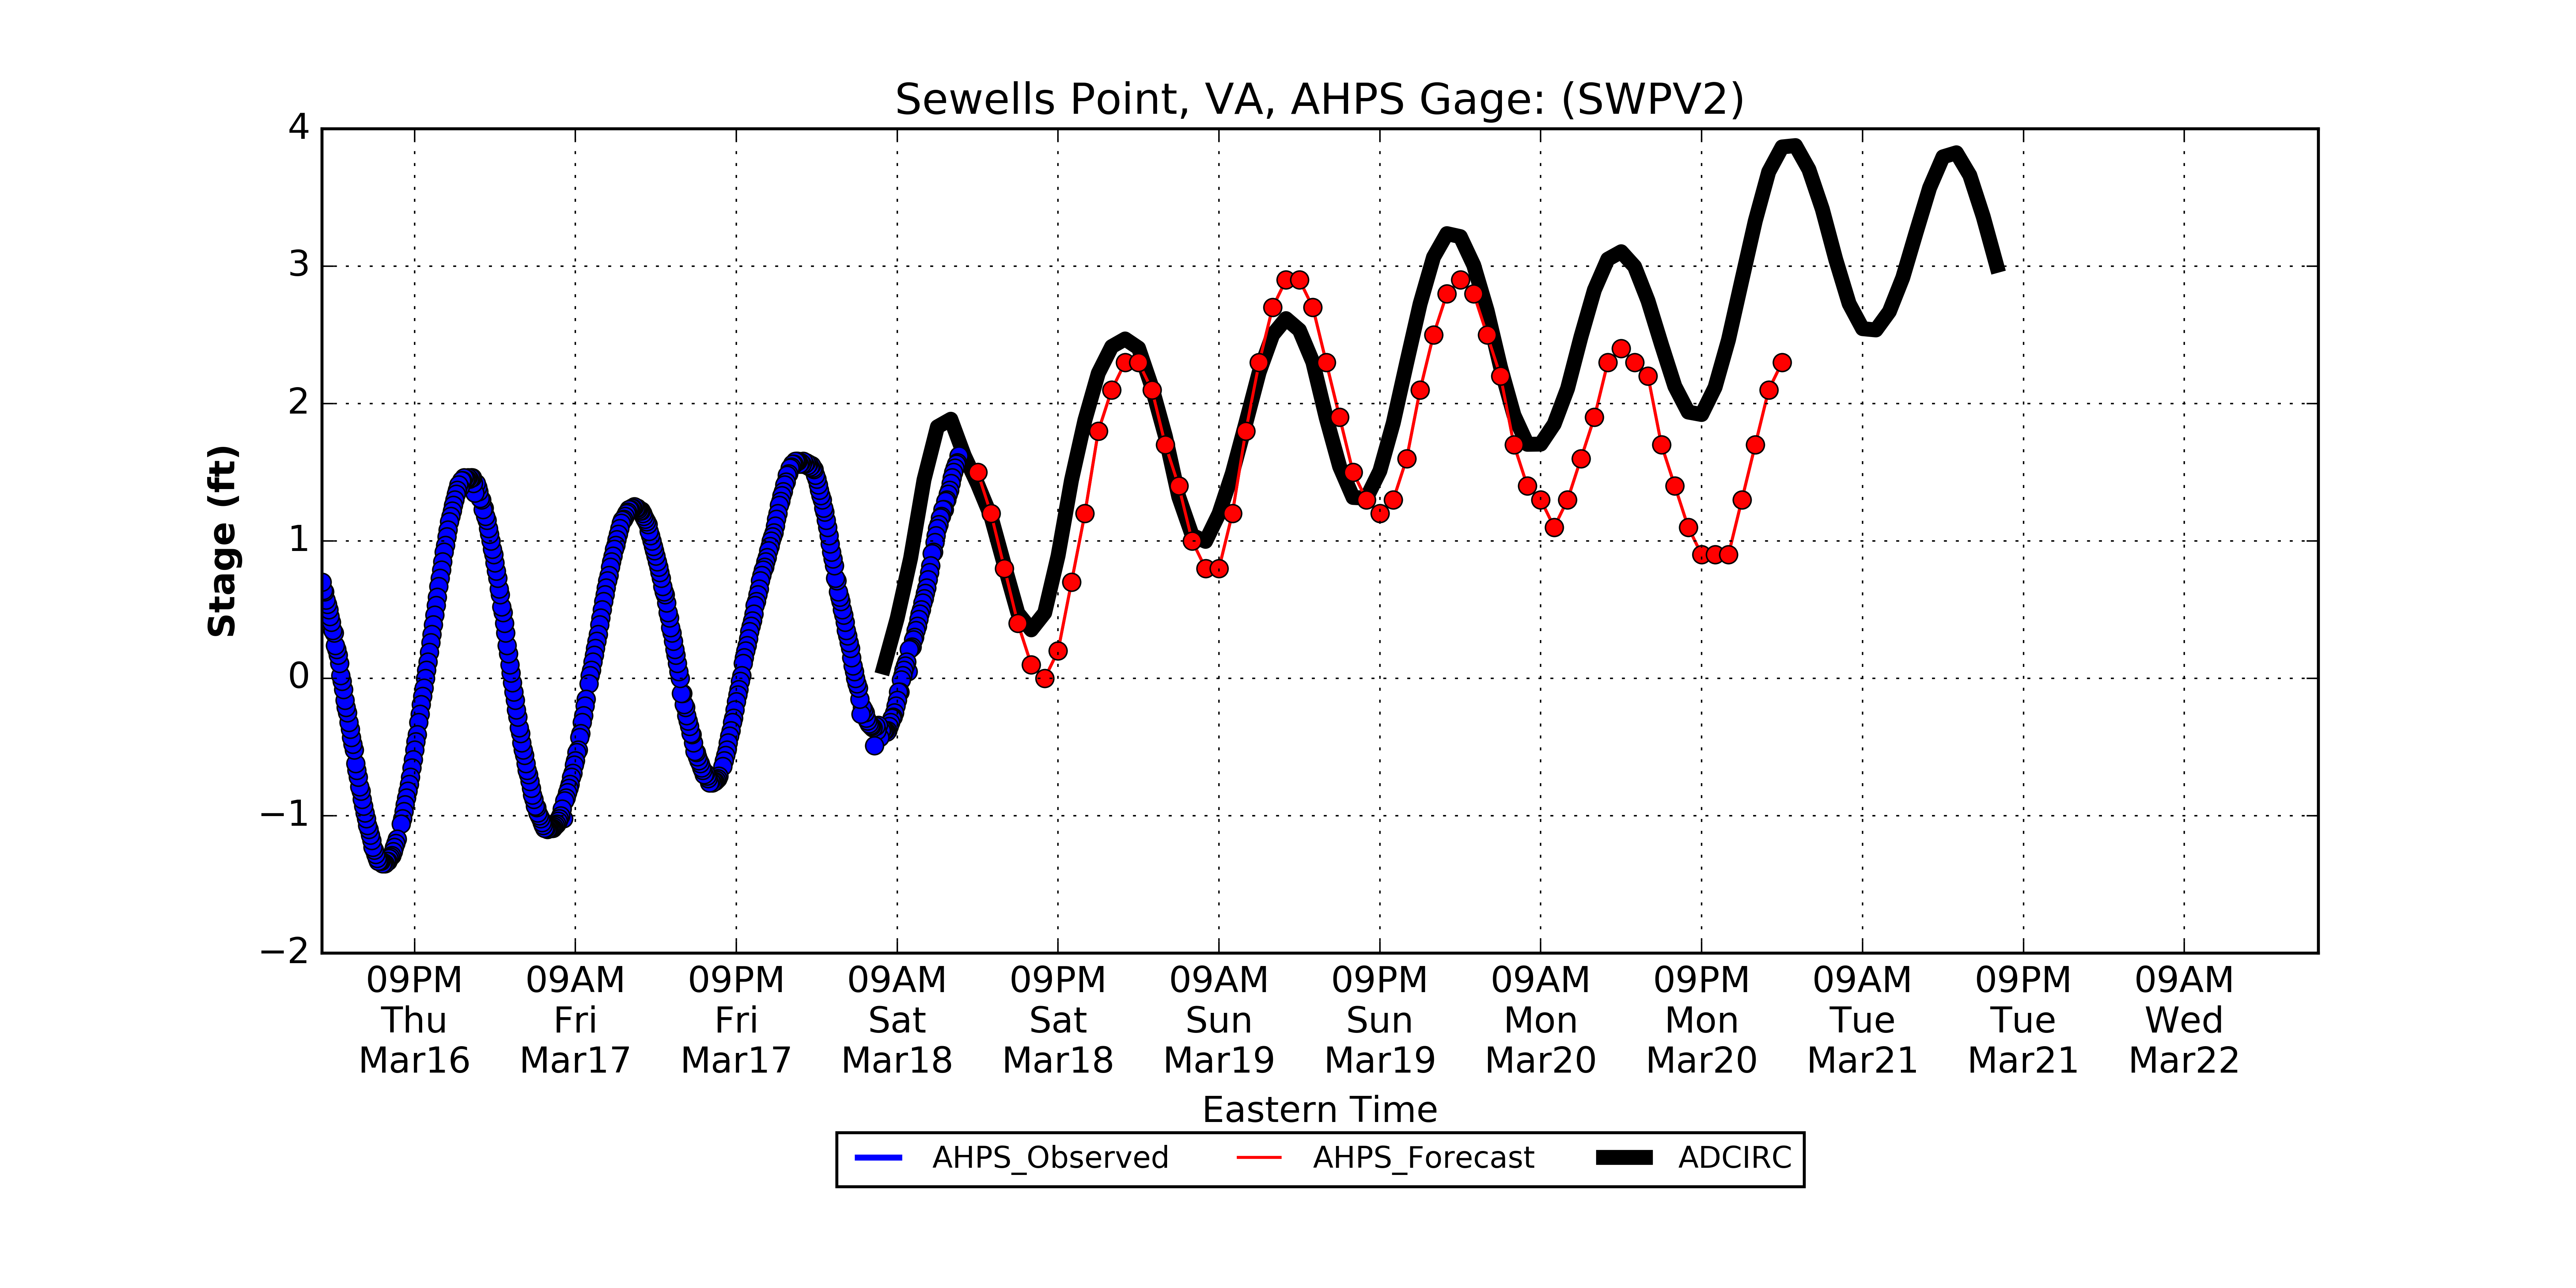 Sewells Point, VA, AHPS Gage: (SWPV2)
4
3
2
1
0
−1
−2
Stage (ft)
09PM 09AM 09PM 09AM 09PM 09AM 09PM 09AM 09PM 09AM 09PM 09AM
Thu Fri Fri Sat Sat Sun Sun Mon Mon Tue Tue Wed
Mar16 Mar17 Mar17 Mar18 Mar18 Mar19 Mar19 Mar20 Mar20 Mar21 Mar21 Mar22
Eastern Time
AHPS_Observed AHPS_Forecast ADCIRC